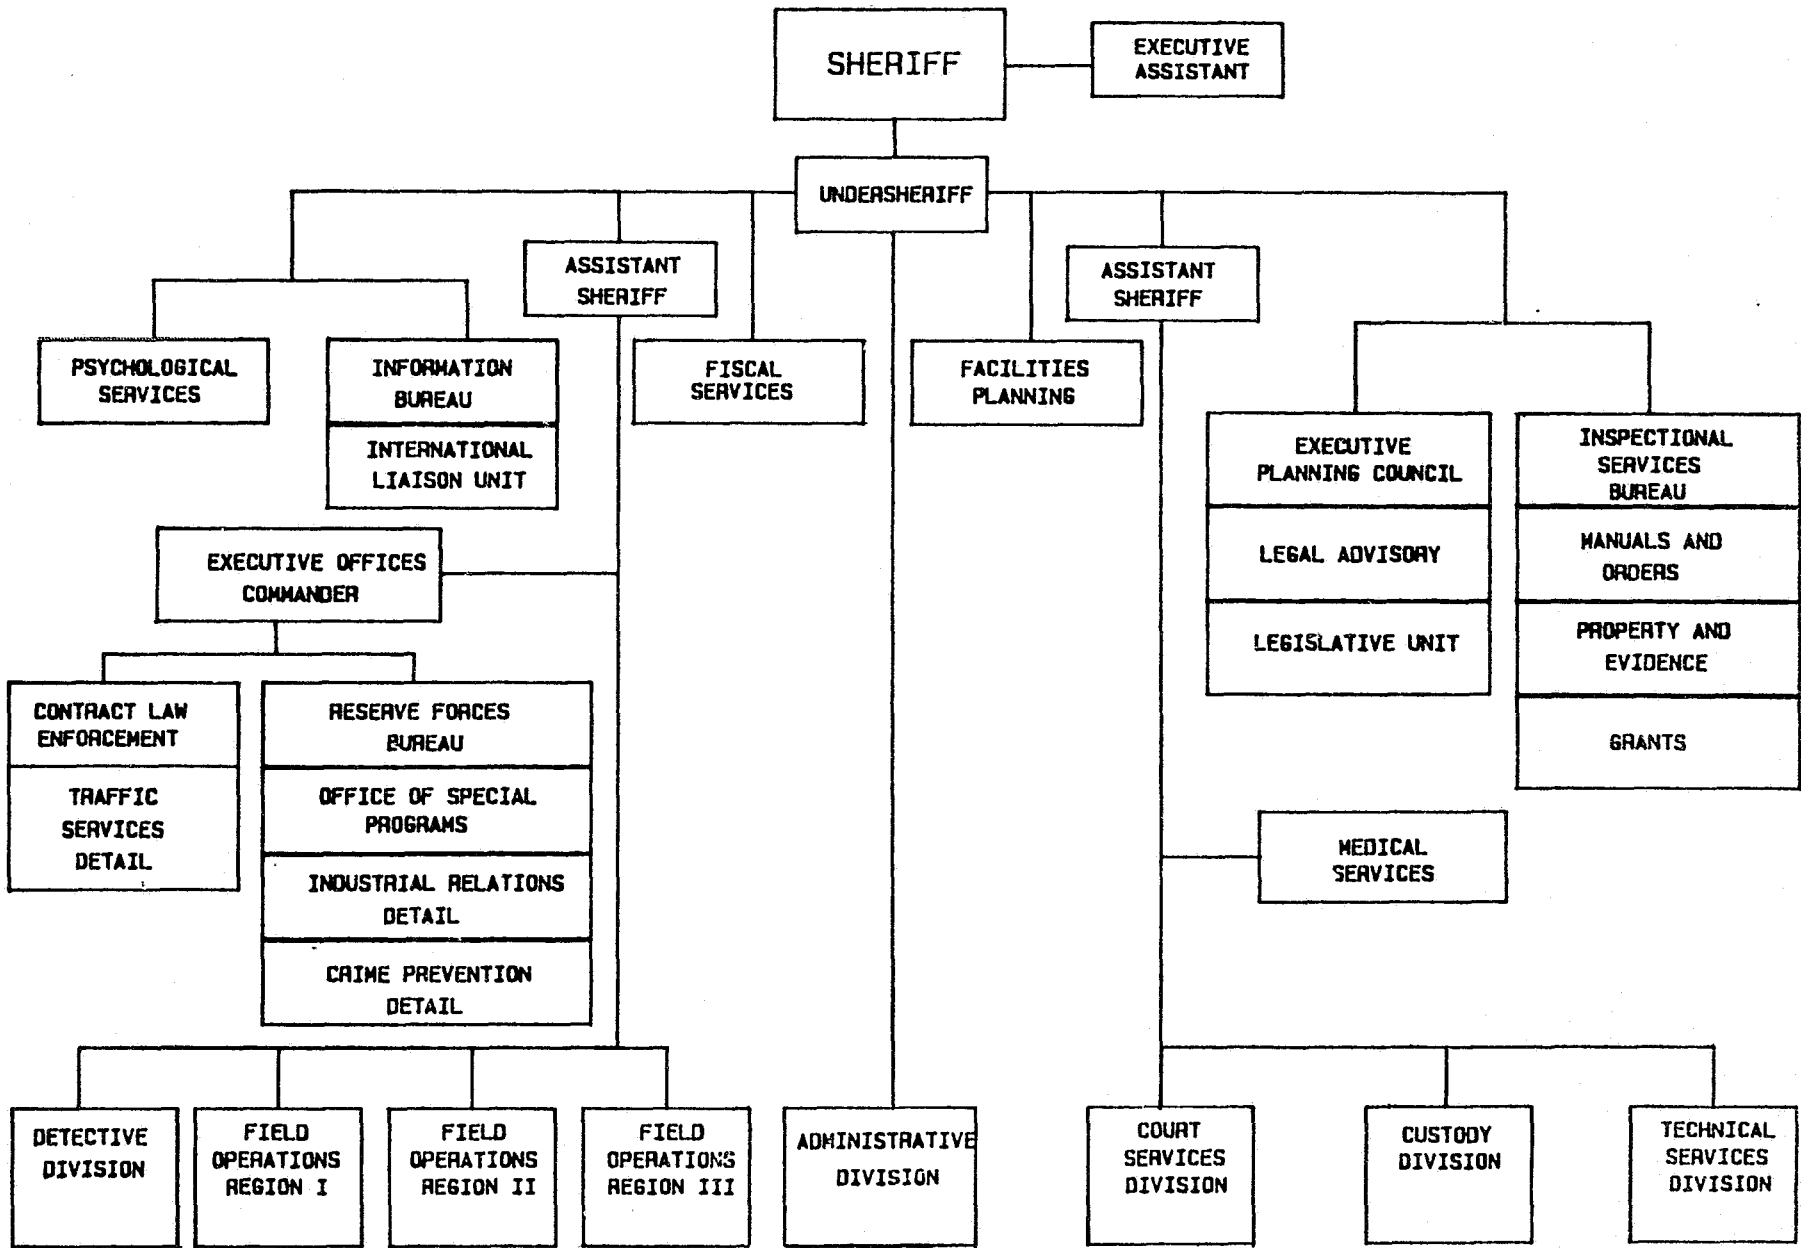 SHERIFF
EXECUTIVE
ASSISTANT
UNDERSHERIFF
ASSISTANT
SHERIFF
ASSISTANT
SHERIFF
PSYCHOLOGICAL
SERVICES
INFORMATION
BUREAU
INTERNATIONAL
LIAISON UNIT
FISCAL
SERVICES
FACILITIES
PLANNING
EXECUTIVE
PLANNING COUNCIL
LEGAL ADVISORY
LEGISLATIVE UNIT
INSPECTIONAL
SERVICES
BUREAU
MANUALS AND
ORDERS
PROPERTY AND
EVIDENCE
GRANTS
EXECUTIVE OFFICES
COMMANDER
CONTRACT LAW
ENFORCEMENT
TRAFFIC
SERVICES
DETAIL
RESERVE FORCES
BUREAU
OFFICE OF SPECIAL
PROGRAMS
INDUSTRIAL RELATIONS
DETAIL
CRIME PREVENTION
DETAIL
MEDICAL
SERVICES
DETECTIVE
DIVISION
FIELD
OPERATIONS
REGION I
FIELD
OPERATIONS
REGION II
FIELD
OPERATIONS
REGION III
ADMINISTRATIVE
DIVISION
COURT
SERVICES
DIVISION
CUSTODY
DIVISION
TECHNICAL
SERVICES
DIVISION